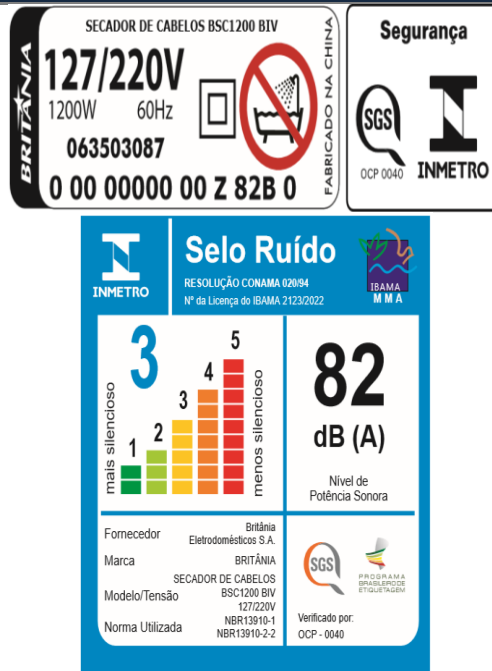 SECADOR DE CABELOS BSC1200 BIV
BRITÂNIA
127/220V
1200W 60Hz
063503087
0 00 00000 00 Z 82B 0
FABRICADO NA CHINA
Segurança
SGS
OCP 0040
INMETRO
INMETRO
Selo Ruído
RESOLUÇÃO CONAMA 020/94
Nº da Licença do IBAMA 2123/2022
IBAMA
MMA
3
mais silencioso
1
2
3
4
5
menos silencioso
82
dB (A)
Nível de
Potência Sonora
Fornecedor
Britânia
Eletrodomésticos S.A.
Marca
BRITÂNIA
Modelo/Tensão
SECADOR DE CABELOS
BSC1200 BIV
127/220V
Norma Utilizada
NBR13910-1
NBR13910-2-2
SGS
PROGRAMA
BRASILEIRO DE
ETIQUETAGEM
Verificado por:
OCP - 0040